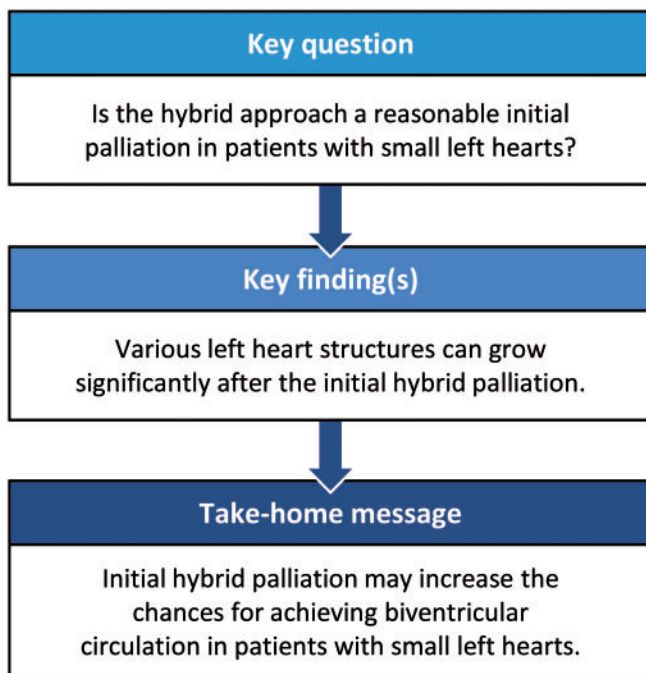 Key question
Is the hybrid approach a reasonable initial
palliation in patients with small left hearts?
Key finding(s)
Various left heart structures can grow
significantly after the initial hybrid palliation.
Take-home message
Initial hybrid palliation may increase the
chances for achieving biventricular
circulation in patients with small left hearts.